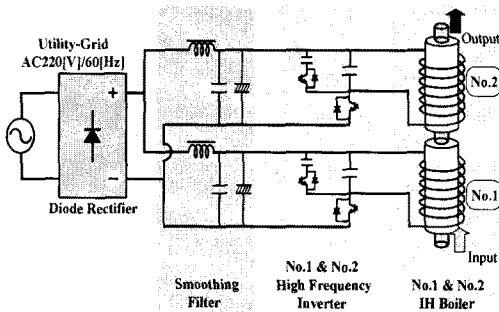 Utility-Grid
AC220[V]/60[Hz]
+
−
Diode Rectifier
Output
No.2
No.1
Input
Smoothing
Filter
No.1 & No.2
High Frequency
Inverter
No.1 & No.2
IH Boiler